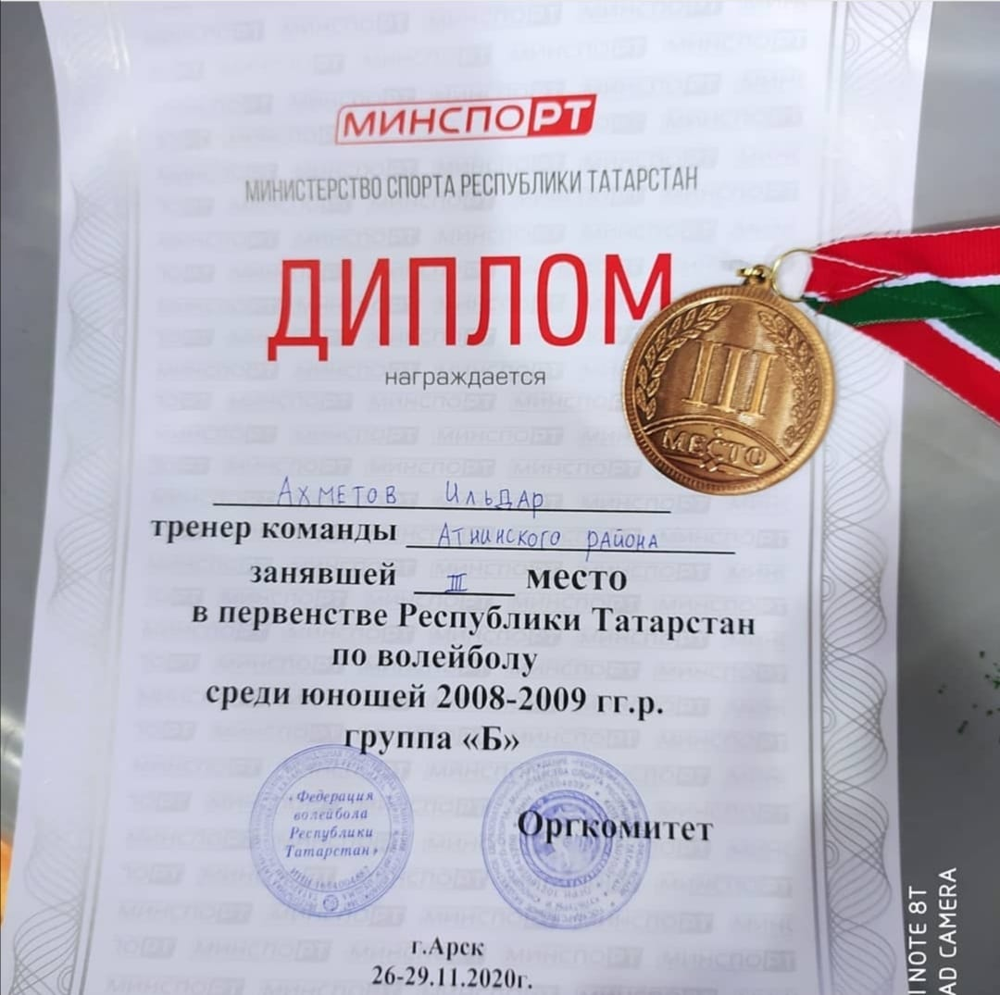 МИНСПОРТ
МИНИСТЕРСТВО СПОРТА РЕСПУБЛИКИ ТАТАРСТАН
ДИПЛОМ
награждается
III
МЕСТО
Ахметов Ильдар
тренер команды Атнинского района
занявшей III место
в первенстве Республики Татарстан
по волейболу
среди юношей 2008-2009 гг.р.
группа «Б»
«Федерация
волейбола
Республики
Татарстан»
Оргкомитет
г.Арск
26-29.11.2020г.
I NOTE 8T
AD CAMERA